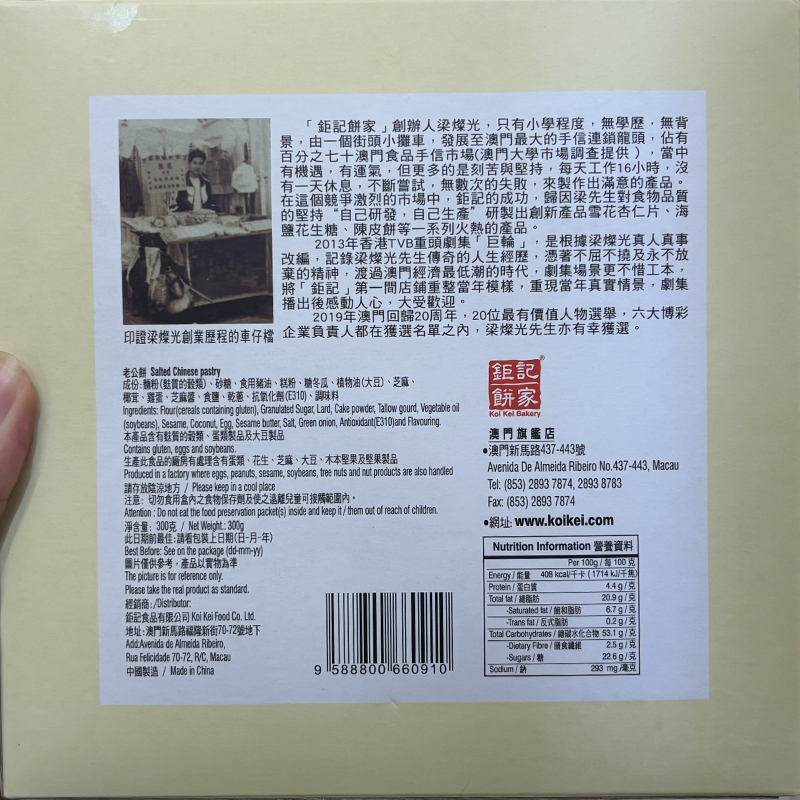 「鉅記餅家」創辦人梁燦光，只有小學程度，無學歷，無背
景，由一個街頭小攤車，發展至澳門最大的手信連鎖龍頭，佔有
百分之七十澳門食品手信市場(澳門大學市場調查提供)，當中
有機遇，有運氣，但更多的是刻苦與堅持，每天工作16小時，沒
有一天休息，不斷嘗試，無數次的失敗，來製作出滿意的產品。
在這個競爭激烈的市場中，鉅記的成功，歸因梁先生對食物品質
的堅持“自己研發，自己生產”研製出創新產品雪花杏仁片、海
鹽花生糖、陳皮餅等一系列火熱的產品。
2013年香港TVB重頭劇集「巨輪」，是根據梁燦光真人真事
改編，記錄梁燦光先生傳奇的人生經歷，憑著不屈不撓及永不放
棄的精神，渡過澳門經濟最低潮的時代，劇集場景更不惜工本，
將「鉅記」第一間店鋪重整當年模樣，重現當年真實情景，劇集
播出後感動人心，大受歡迎。
2019年澳門回歸20周年，20位最有價值人物選舉，六大博彩
企業負責人都在獲選名單之內，梁燦光先生亦有幸獲選。
印證梁燦光創業歷程的車仔檔
老公餅 Salted Chinese pastry
成份: 麵粉(麩質的穀類)、砂糖、食用豬油、糕粉、糖冬瓜、植物油(大豆)、芝麻、
椰茸、雞蛋、芝麻醬、食鹽、乾蔥、抗氧化劑(E310)、調味料
Ingredients: Flour(cereals containing gluten), Granulated Sugar, Lard, Cake powder, Tallow gourd, Vegetable oil
(soybeans), Sesame, Coconut, Egg, Sesame butter, Salt, Green onion, Antioxidant(E310)and Flavouring.
本產品含有麩質的穀類、蛋類製品及大豆製品
Contains gluten, eggs and soybeans.
生產此食品的廠房有處理含有蛋類、花生、芝麻、大豆、木本堅果及堅果製品
Produced in a factory where eggs, peanuts, sesame, soybeans, tree nuts and nut products are also handled
請存放陰涼地方 / Please keep in a cool place
注意: 切勿食用盒內之食物保存劑及使之遠離兒童可接觸範圍內。
Attention : Do not eat the food preservation packet(s) inside and keep it / them out of reach of children.
淨含量: 300克 / Net Weight.: 300g
此日期前最佳:請看包裝上日期(日-月-年)
Best Before: See on the package (dd-mm-yy)
圖片僅供參考，產品以實物為準
The picture is for reference only.
Please take the real product as standard.
經銷商:/Distributor:
鉅記食品有限公司 Koi Kei Food Co. Ltd.
地址:澳門新馬路福隆新街70-72號地下
Add:Avenida de Almeida Ribeiro,
Rua Felicidade 70-72, R/C, Macau
中國製造 / Made in China
9 588800 660910
鉅記
餅家
®
Koi Kei Bakery
澳門旗艦店
•澳門新馬路437-443號
Avenida De Almeida Ribeiro No.437-443, Macau
Tel: (853) 2893 7874, 2893 8783
Fax: (853) 2893 7874
•網址: www.koikei.com
Nutrition Information 營養資料
Per 100g / 每 100 克
Energy / 能量 408 kcal/千卡 ( 1714 kJ/千焦)
Protein / 蛋白質 4.4 g / 克
Total fat / 總脂肪 20.9 g / 克
-Saturated fat / 飽和脂肪 6.7 g / 克
-Trans fat / 反式脂肪 0.2 g / 克
Total Carbohydrates / 總碳水化合物 53.1 g / 克
-Dietary Fibre / 膳食纖維 2.5 g / 克
-Sugars / 糖 22.6 g / 克
Sodium / 鈉 293 mg /毫克